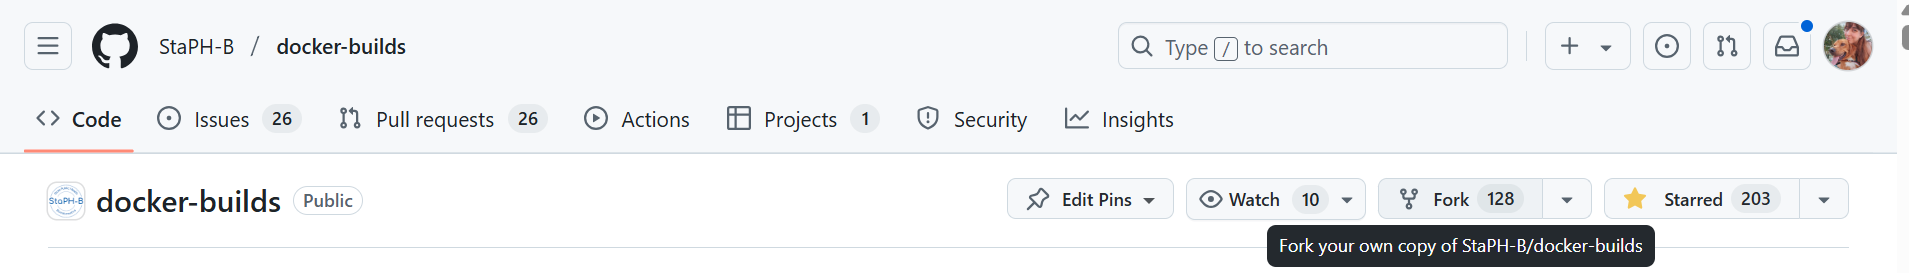 StaPH-B / docker-builds
Type / to search
Code
Issues 26
Pull requests 26
Actions
Projects 1
Security
Insights
StaPH-B
docker-builds Public
Edit Pins
Watch 10
Fork 128
Starred 203
Fork your own copy of StaPH-B/docker-builds